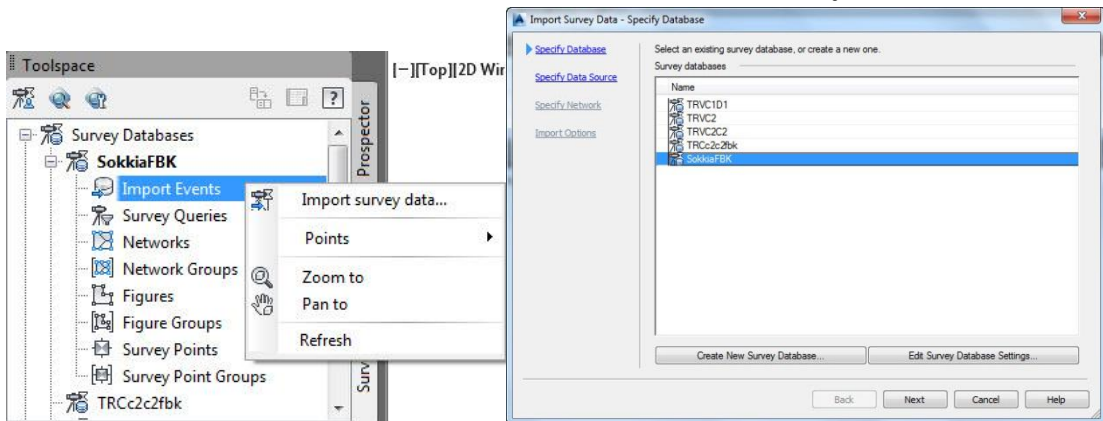 Toolspace
[−][Top][2D Wir
Survey Databases
SokkiaFBK
Import Events
Survey Queries
Networks
Network Groups
Figures
Figure Groups
Survey Points
Survey Point Groups
TRCc2c2fbk
Prospector
Surv
Import survey data...
Points
Zoom to
Pan to
Refresh
Import Survey Data - Specify Database
Specify Database
Specify Data Source
Specify Network
Import Options
Select an existing survey database, or create a new one.
Survey databases
Name
TRVC1D1
TRVC2
TRVC2C2
TRCc2c2fbk
SokkiaFBK
Create New Survey Database...
Edit Survey Database Settings...
Back
Next
Cancel
Help